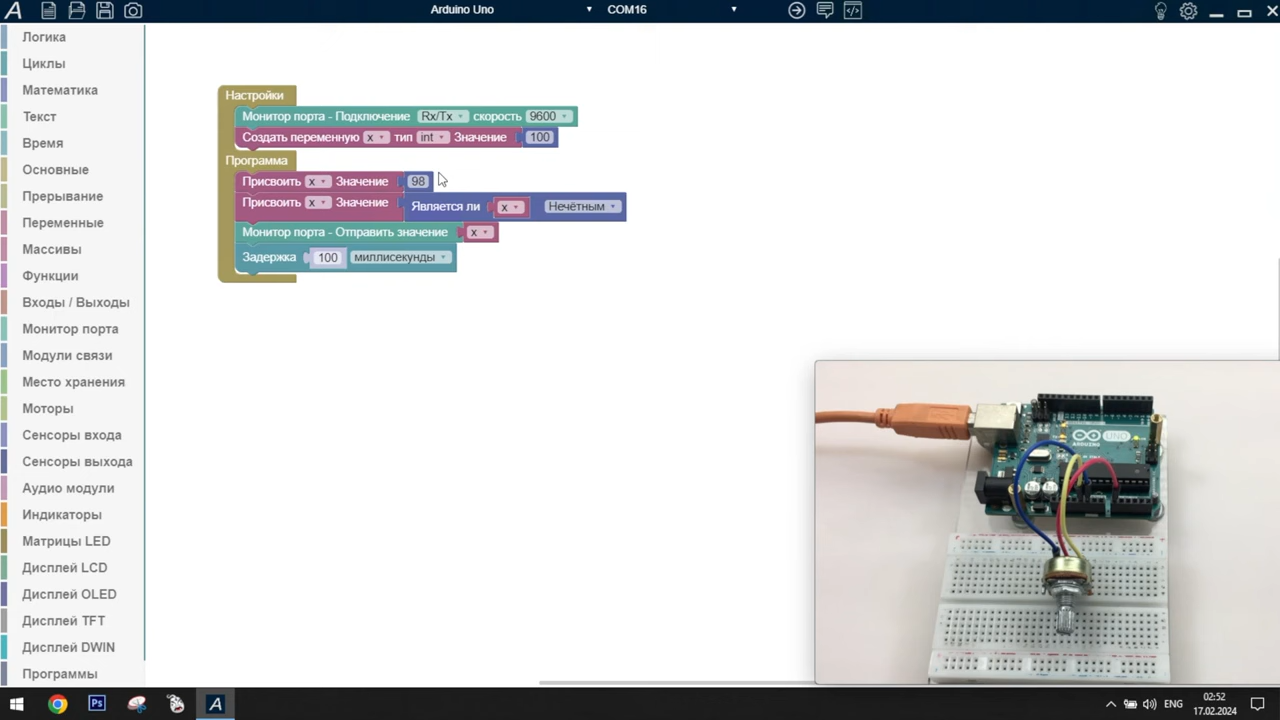 A
Arduino Uno
COM16
Логика
Циклы
Математика
Текст
Время
Основные
Прерывание
Переменные
Массивы
Функции
Входы / Выходы
Монитор порта
Модули связи
Место хранения
Моторы
Сенсоры входа
Сенсоры выхода
Аудио модули
Индикаторы
Матрицы LED
Дисплей LCD
Дисплей OLED
Дисплей TFT
Дисплей DWIN
Программы
Настройки
Монитор порта - Подключение Rx/Tx скорость 9600
Создать переменную x тип int Значение 100
Программа
Присвоить x Значение 98
Присвоить x Значение Является ли x Нечётным
Монитор порта - Отправить значение x
Задержка 100 миллисекунды
UNO
ARDUINO
Ps
A
ENG
02:52
17.02.2024